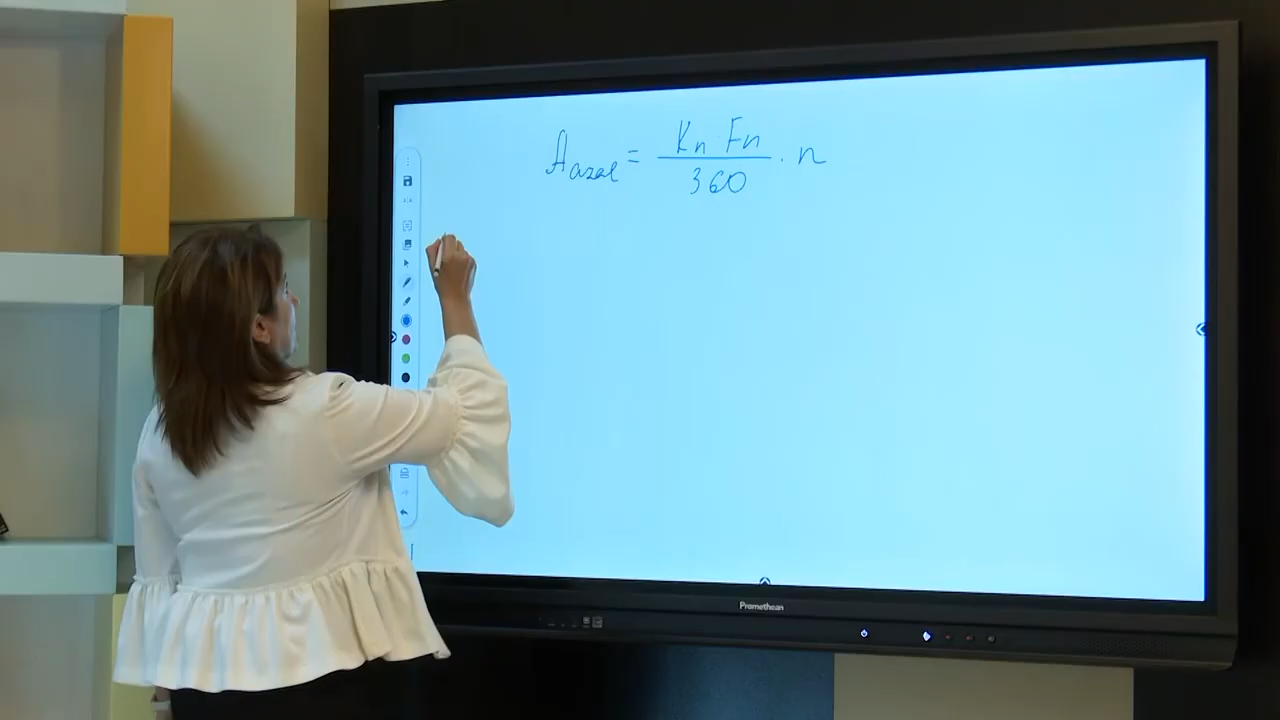 Aazal = Kn Fn / 360 · n
Promethean